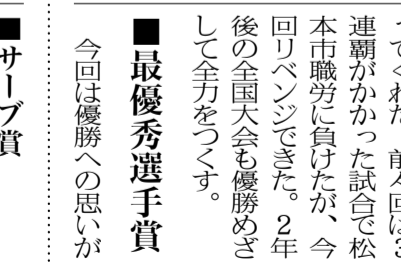 てくれた。前々回は3
連覇がかかった試合で松
本市職労に負けたが、今
回リベンジできた。2年
後の全国大会も優勝めざ
して全力をつくす。
■最優秀選手賞
今回は優勝への思いが
■サーブ賞